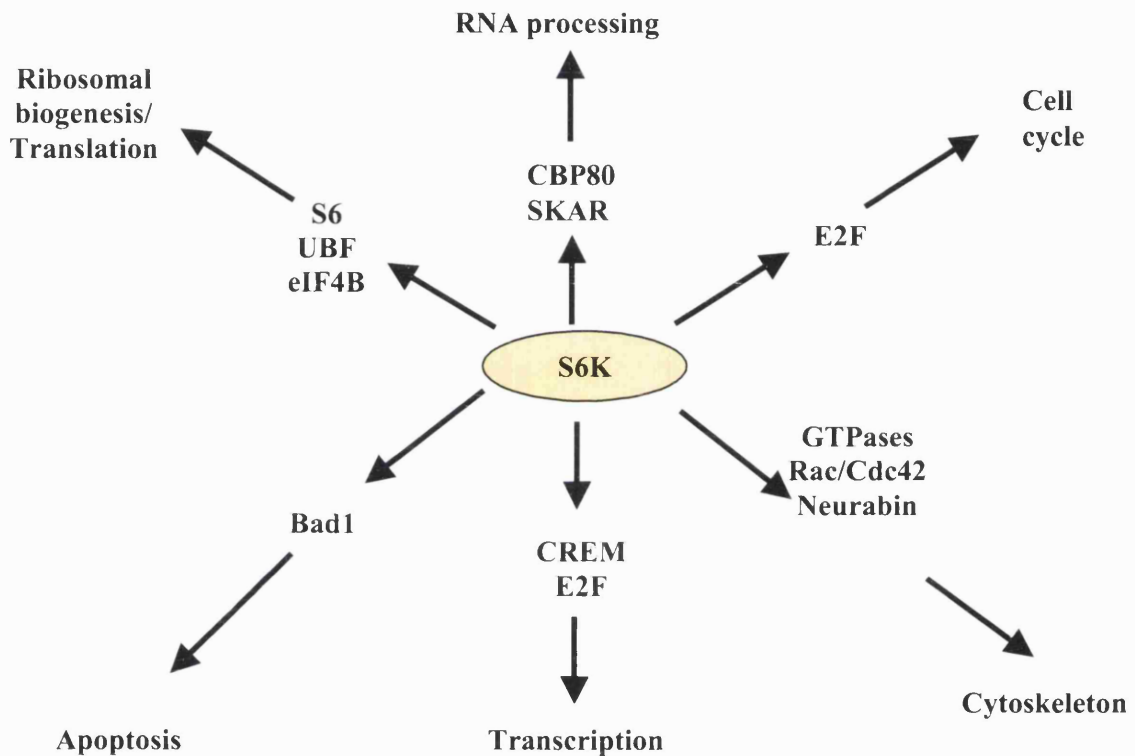 RNA processing
Ribosomal
biogenesis/
Translation
Cell
cycle
CBP80
SKAR
S6
UBF
eIF4B
E2F
S6K
GTPases
Rac/Cdc42
Neurabin
Bad1
CREM
E2F
Cytoskeleton
Apoptosis
Transcription